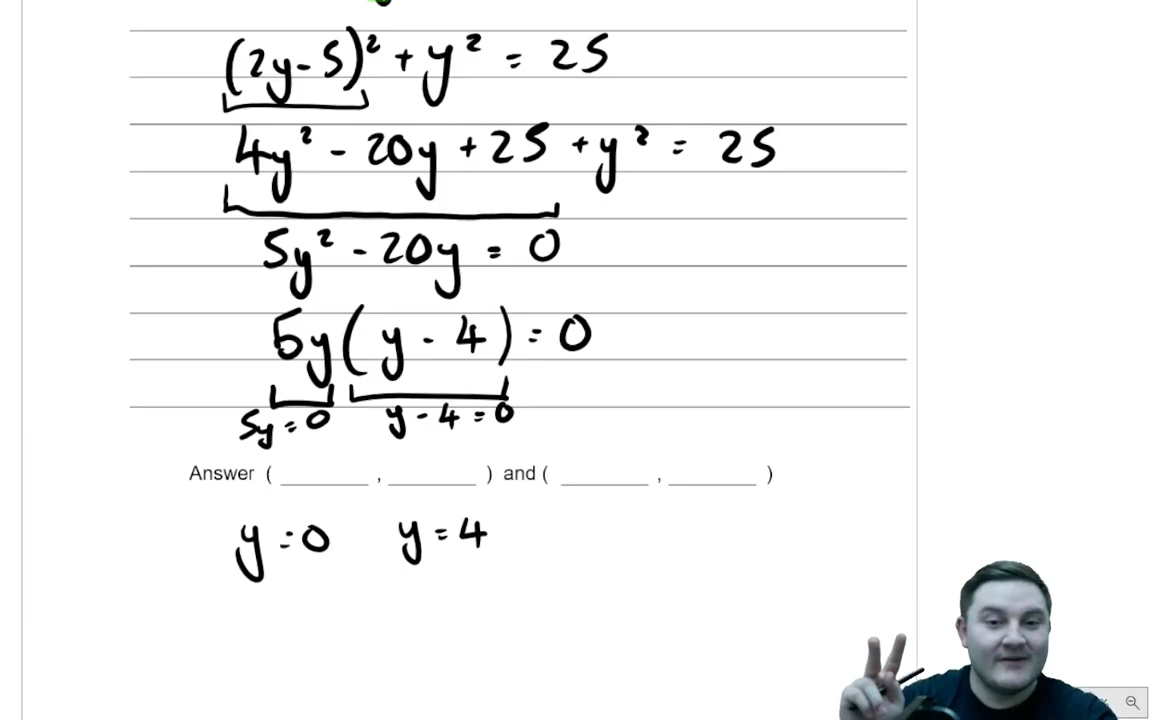 (2y-5)² + y² = 25
4y² - 20y + 25 + y² = 25
5y² - 20y = 0
5y(y - 4) = 0
5y = 0 y - 4 = 0
Answer ( ________ , ________ ) and ( ________ , ________ )
y = 0 y = 4